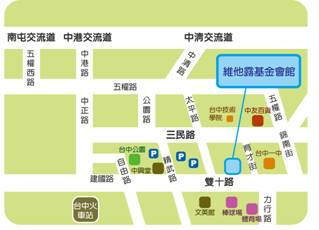 南屯交流道
中港交流道
中清交流道
五權西路
中港路
中清路
維他露基金會館
五權路
中正路
公園路
太平路
台中技術
學院
中友百貨
五權路
三民路
錦南街
台中公園
P
中興堂
精武路
P
P
育才街
台中一中
自由路
建國路
雙十路
台中火
車站
文英館
棒球場
體育場
力行路